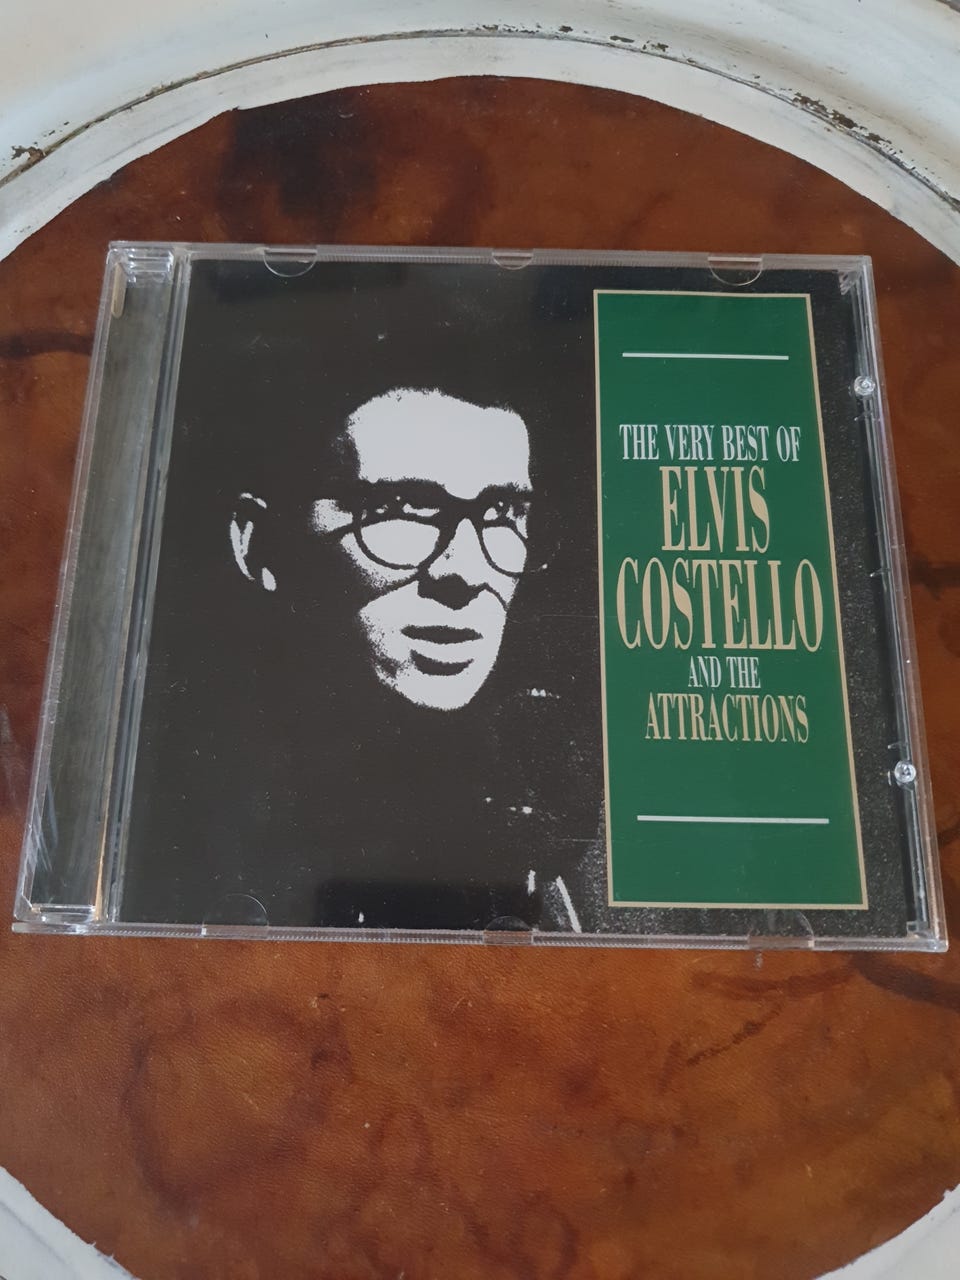 THE VERY BEST OF
ELVIS
COSTELLO
AND THE
ATTRACTIONS